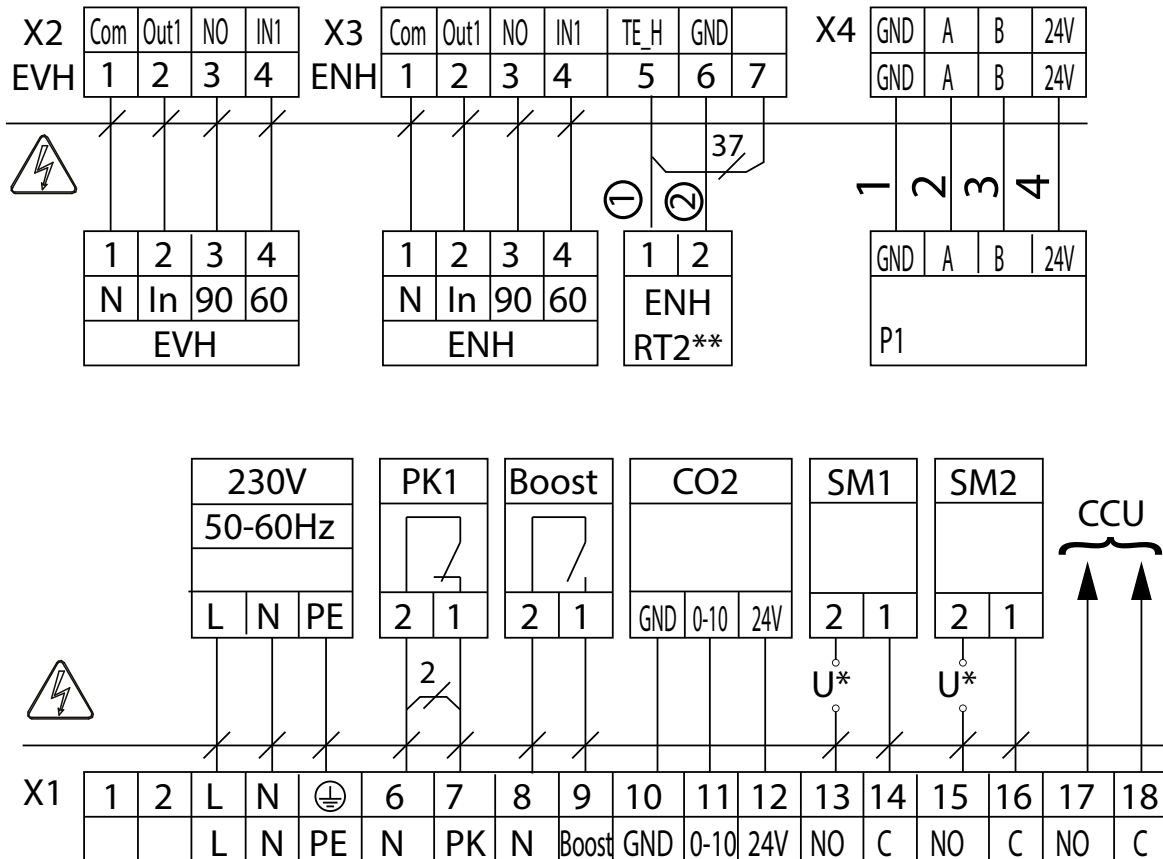 X2 Com Out1 NO IN1 X3 Com Out1 NO IN1 TE_H GND X4 GND A B 24V
EVH 1 2 3 4 ENH 1 2 3 4 5 6 7 GND A B 24V
37
1 2 1 2 3 4
1 2 3 4 1 2 3 4 1 2 GND A B 24V
N In 90 60 N In 90 60 ENH
EVH ENH RT2** P1
230V PK1 Boost CO2 SM1 SM2
50-60Hz CCU
L N PE 2 1 2 1 GND 0-10 24V 2 1 2 1
2 U* U*
X1 1 2 L N 6 7 8 9 10 11 12 13 14 15 16 17 18
L N PE N PK N Boost GND 0-10 24V NO C NO C NO C